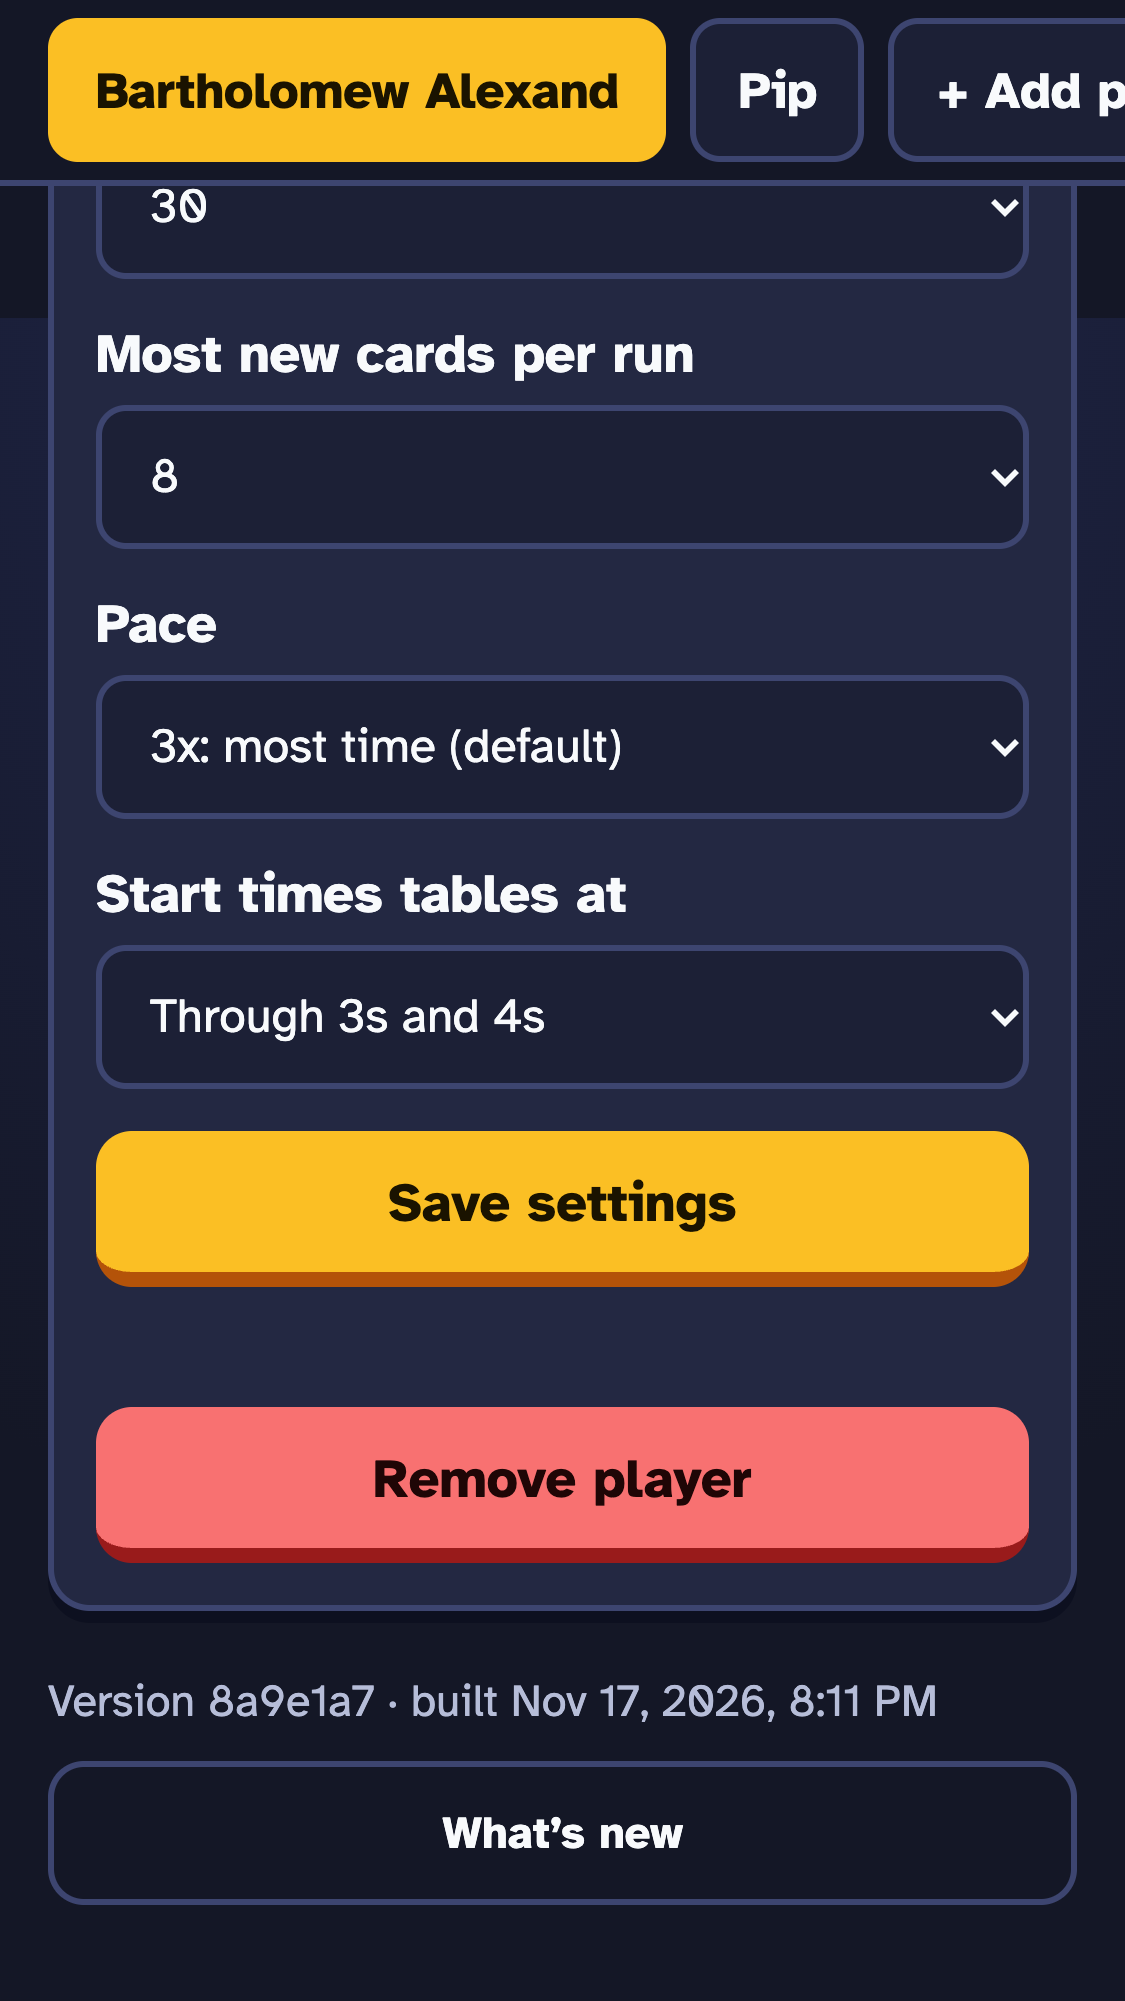 Bartholomew Alexand
Pip
+ Add p
30
Most new cards per run
8
Pace
3x: most time (default)
Start times tables at
Through 3s and 4s
Save settings
Remove player
Version 8a9e1a7 · built Nov 17, 2026, 8:11 PM
What’s new